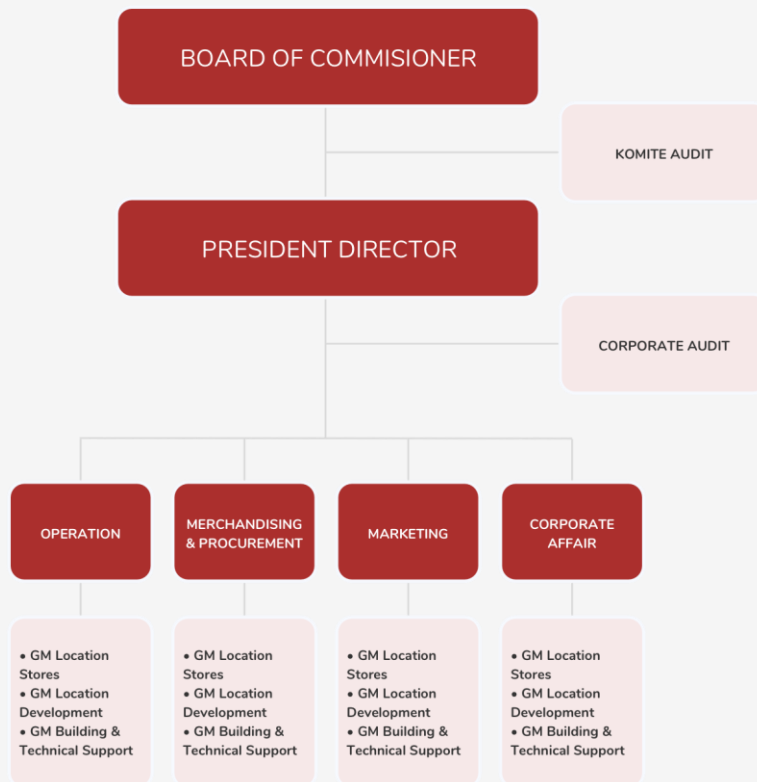 BOARD OF COMMISIONER
KOMITE AUDIT
PRESIDENT DIRECTOR
CORPORATE AUDIT
OPERATION
MERCHANDISING
& PROCUREMENT
MARKETING
CORPORATE
AFFAIR
• GM Location
Stores
• GM Location
Development
• GM Building &
Technical Support
• GM Location
Stores
• GM Location
Development
• GM Building &
Technical Support
• GM Location
Stores
• GM Location
Development
• GM Building &
Technical Support
• GM Location
Stores
• GM Location
Development
• GM Building &
Technical Support